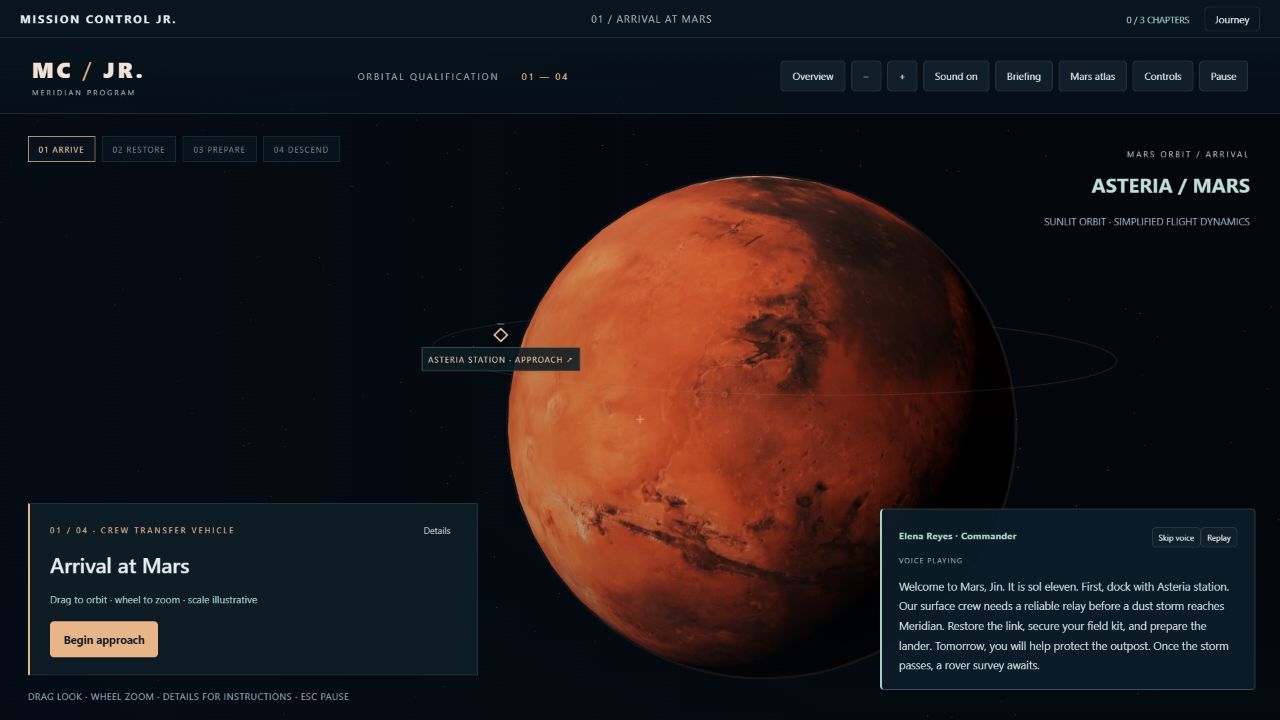 MISSION CONTROL JR.
01 / ARRIVAL AT MARS
0 / 3 CHAPTERS
Journey
MC / JR.
MERIDIAN PROGRAM
ORBITAL QUALIFICATION
01 — 04
Overview
−
+
Sound on
Briefing
Mars atlas
Controls
Pause
01 ARRIVE
02 RESTORE
03 PREPARE
04 DESCEND
MARS ORBIT / ARRIVAL
ASTERIA / MARS
SUNLIT ORBIT · SIMPLIFIED FLIGHT DYNAMICS
ASTERIA STATION · APPROACH ↗
01 / 04 · CREW TRANSFER VEHICLE
Details
Arrival at Mars
Drag to orbit · wheel to zoom · scale illustrative
Begin approach
DRAG LOOK · WHEEL ZOOM · DETAILS FOR INSTRUCTIONS · ESC PAUSE
Elena Reyes · Commander
Skip voice
Replay
VOICE PLAYING
Welcome to Mars, Jin. It is sol eleven. First, dock with Asteria station.
Our surface crew needs a reliable relay before a dust storm reaches
Meridian. Restore the link, secure your field kit, and prepare the
lander. Tomorrow, you will help protect the outpost. Once the storm
passes, a rover survey awaits.